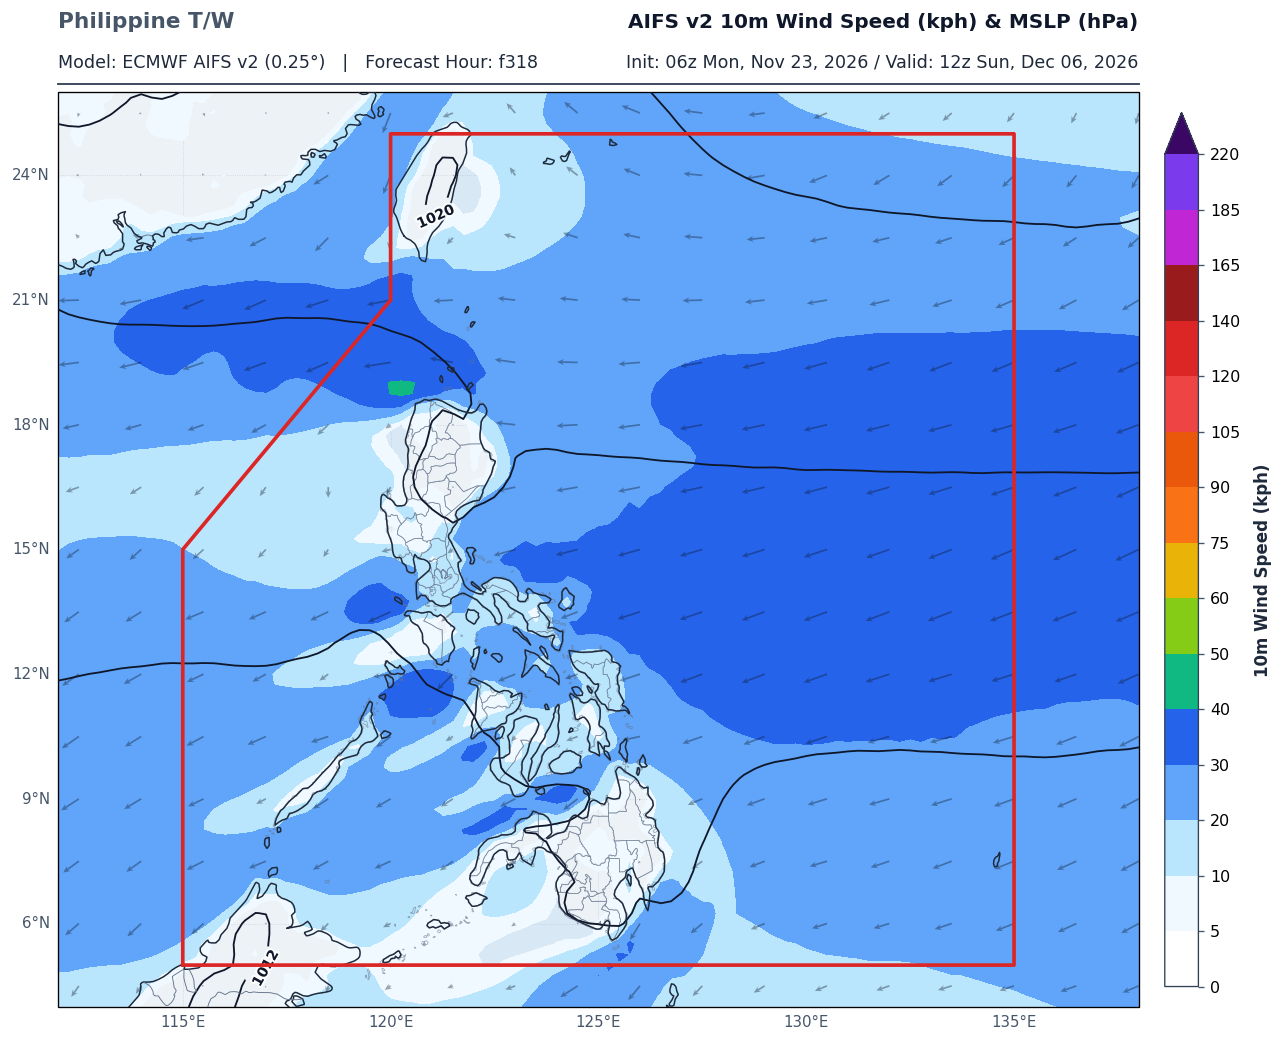 Philippine T/W
AIFS v2 10m Wind Speed (kph) & MSLP (hPa)
Model: ECMWF AIFS v2 (0.25°) | Forecast Hour: f318
Init: 06z Mon, Nov 23, 2026 / Valid: 12z Sun, Dec 06, 2026
24°N
21°N
18°N
15°N
12°N
9°N
6°N
115°E
120°E
125°E
130°E
135°E
1020
1012
220
185
165
140
120
105
90
75
60
50
40
30
20
10
5
0
10m Wind Speed (kph)